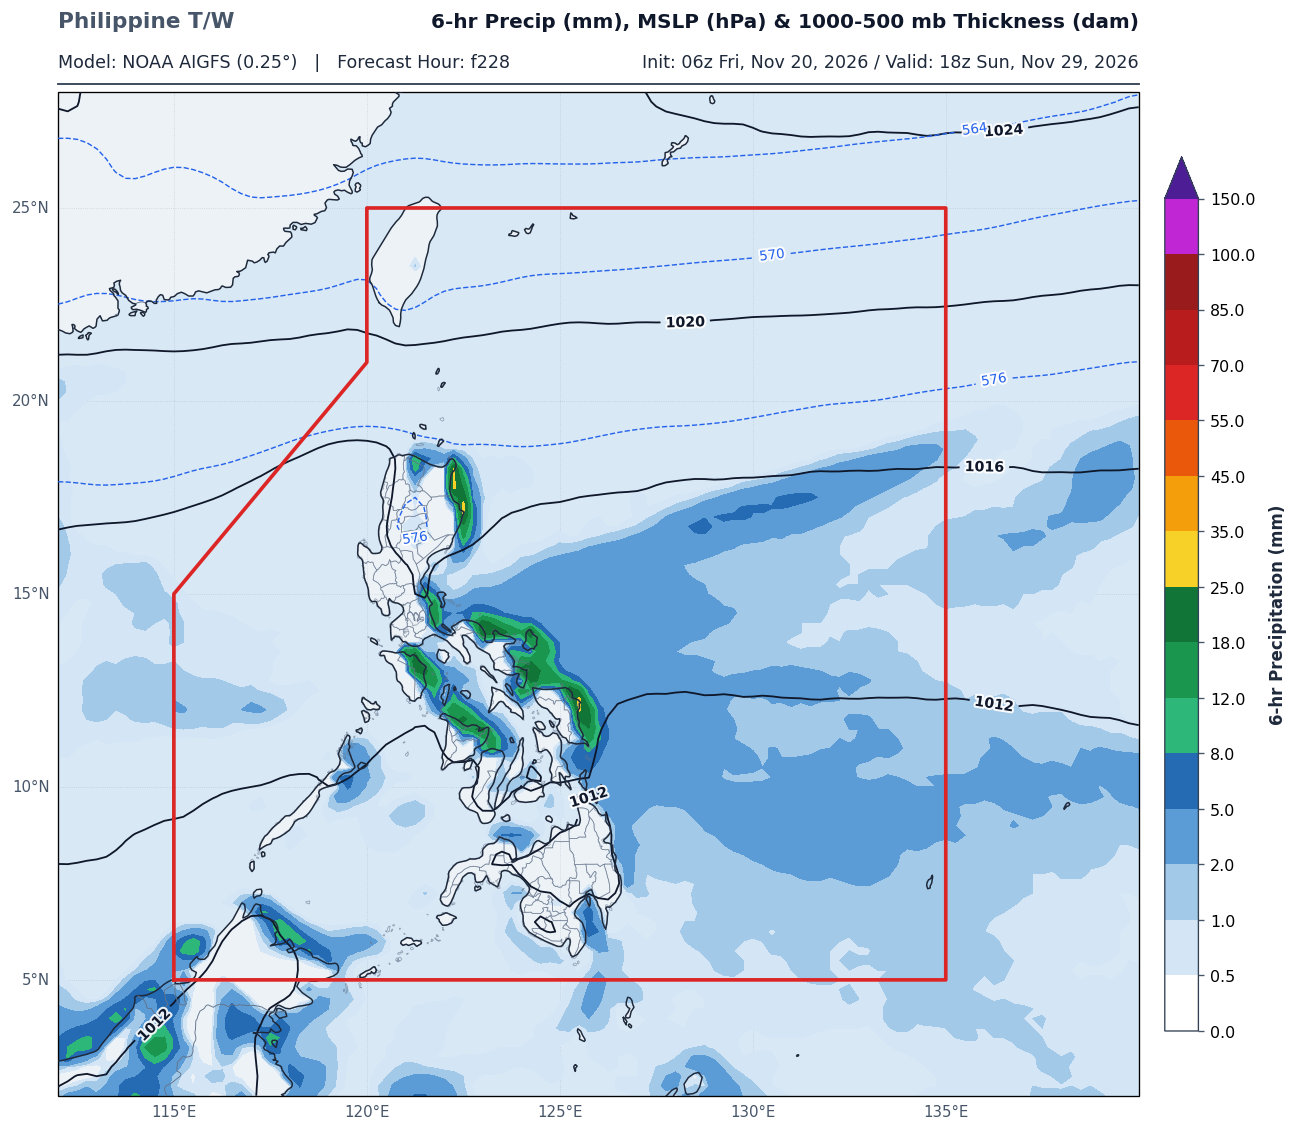 Philippine T/W
6-hr Precip (mm), MSLP (hPa) & 1000-500 mb Thickness (dam)
Model: NOAA AIGFS (0.25°) | Forecast Hour: f228
Init: 06z Fri, Nov 20, 2026 / Valid: 18z Sun, Nov 29, 2026
564
1024
570
1020
576
1016
576
1012
1012
1012
25°N
20°N
15°N
10°N
5°N
115°E
120°E
125°E
130°E
135°E
150.0
100.0
85.0
70.0
55.0
45.0
35.0
25.0
18.0
12.0
8.0
5.0
2.0
1.0
0.5
0.0
6-hr Precipitation (mm)